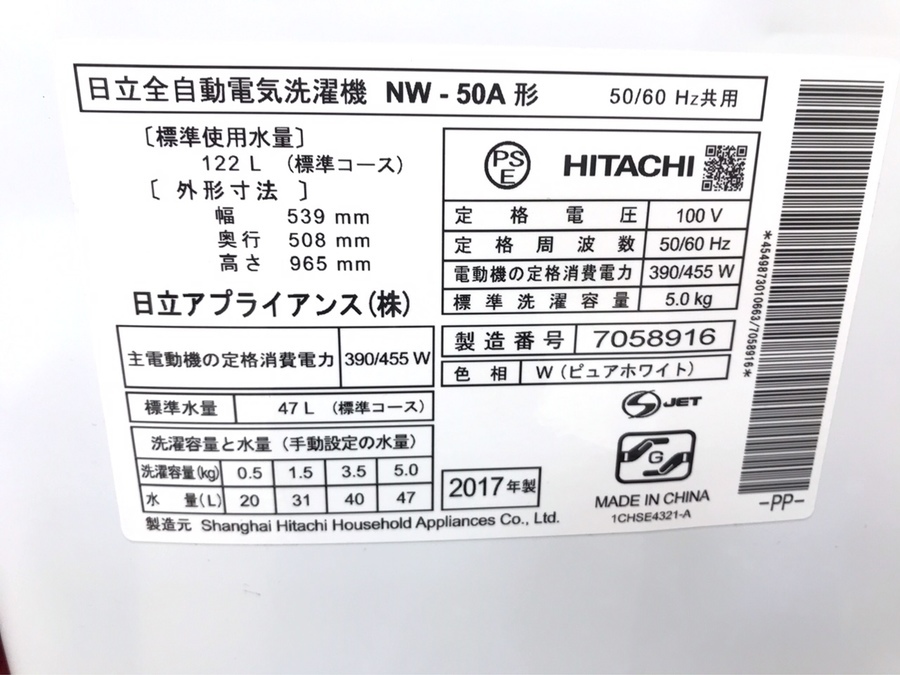 日立全自動電気洗濯機 NW - 50A 形 50/60 Hz共用
〔標準使用水量〕
122 L （標準コース）
〔 外形寸法 〕
幅 539 mm
奥行 508 mm
高さ 965 mm
日立アプライアンス(株)
主電動機の定格消費電力 390/455 W
標準水量 47 L （標準コース）
洗濯容量と水量（手動設定の水量）
洗濯容量(kg) 0.5 1.5 3.5 5.0
水 量(L) 20 31 40 47
製造元 Shanghai Hitachi Household Appliances Co., Ltd.
PS
E
HITACHI
定格電圧 100 V
定格周波数 50/60 Hz
電動機の定格消費電力 390/455 W
標準洗濯容量 5.0 kg
製造番号 7058916
色相 W（ピュアホワイト）
S JET
G
2017年製
MADE IN CHINA
1CHSE4321-A
*4549873010663/7058916*
-PP-